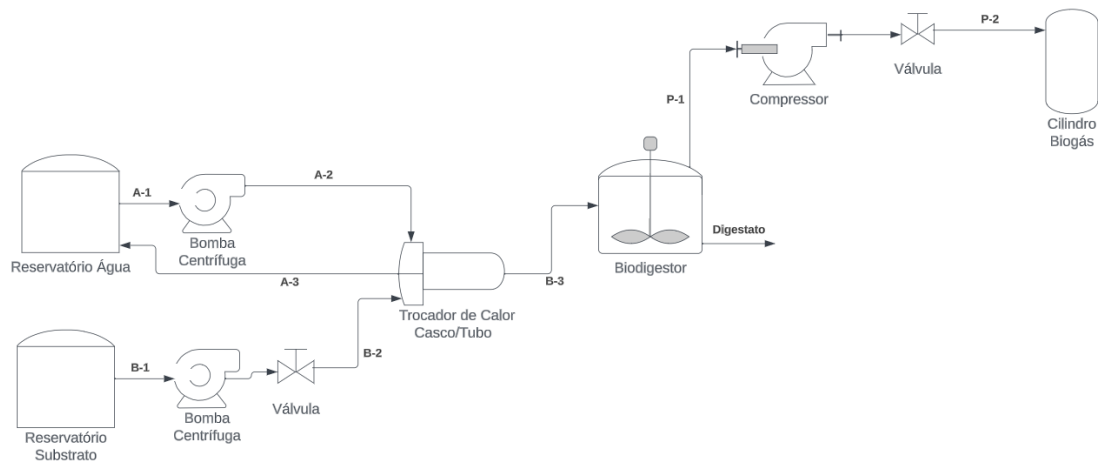 P-2
Válvula
P-1
Compressor
Cilindro
Biogás
A-1
A-2
Bomba
Centrífuga
Reservatório Água
A-3
Digestato
Biodigestor
B-3
Trocador de Calor
Casco/Tubo
B-1
B-2
Válvula
Bomba
Centrífuga
Reservatório
Substrato